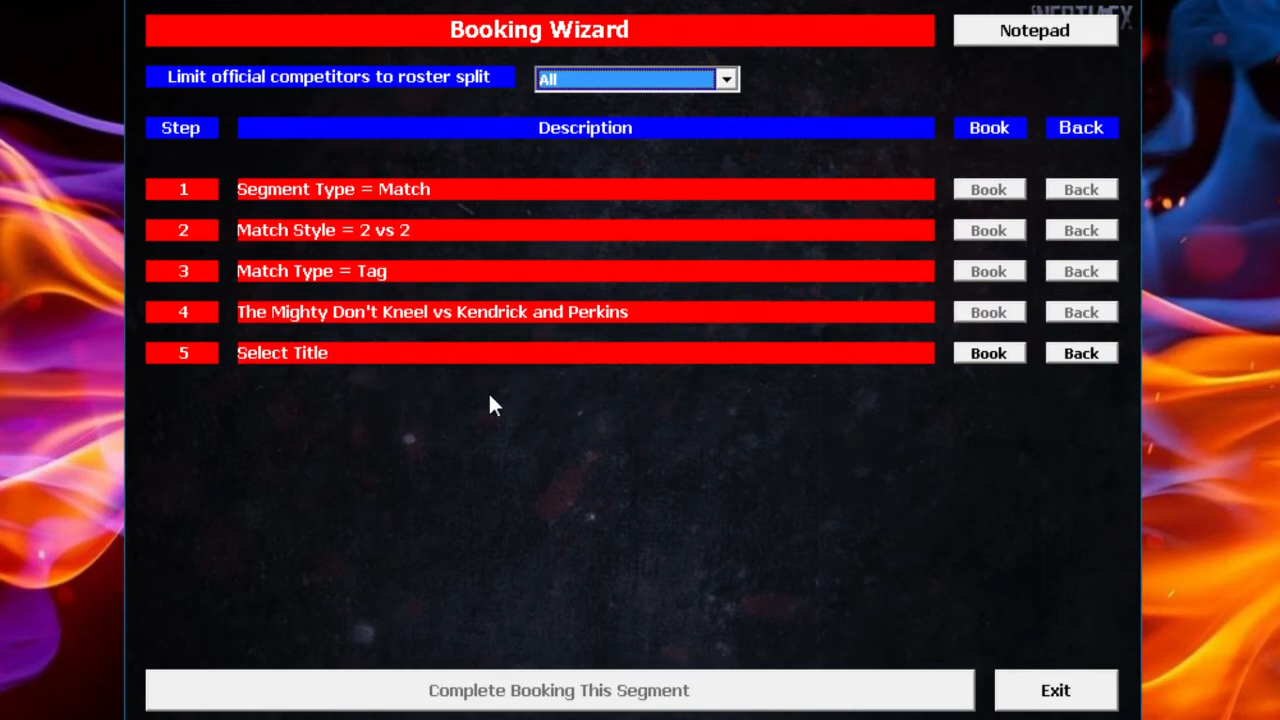 Booking Wizard
Notepad
Limit official competitors to roster split
All
Step Description Book Back
1 Segment Type = Match Book Back
2 Match Style = 2 vs 2 Book Back
3 Match Type = Tag Book Back
4 The Mighty Don't Kneel vs Kendrick and Perkins Book Back
5 Select Title Book Back
Complete Booking This Segment
Exit